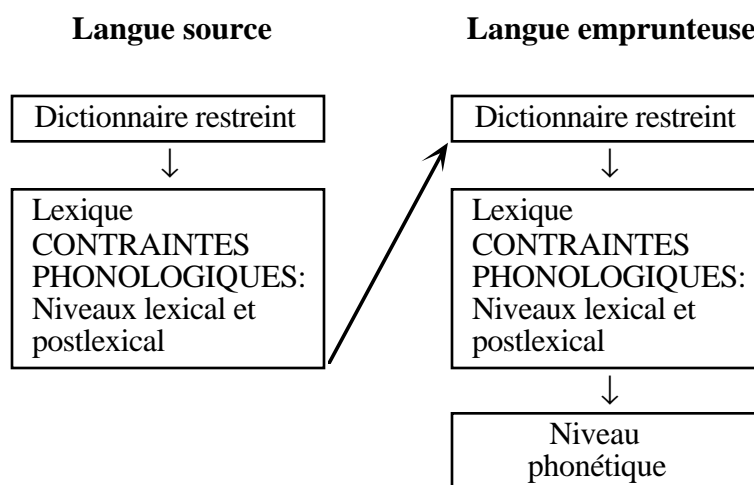 Langue source
Langue emprunteuse
Dictionnaire restreint
Dictionnaire restreint
↓
↓
Lexique
CONTRAINTES
PHONOLOGIQUES:
Niveaux lexical et
postlexical
Lexique
CONTRAINTES
PHONOLOGIQUES:
Niveaux lexical et
postlexical
↓
Niveau
phonétique